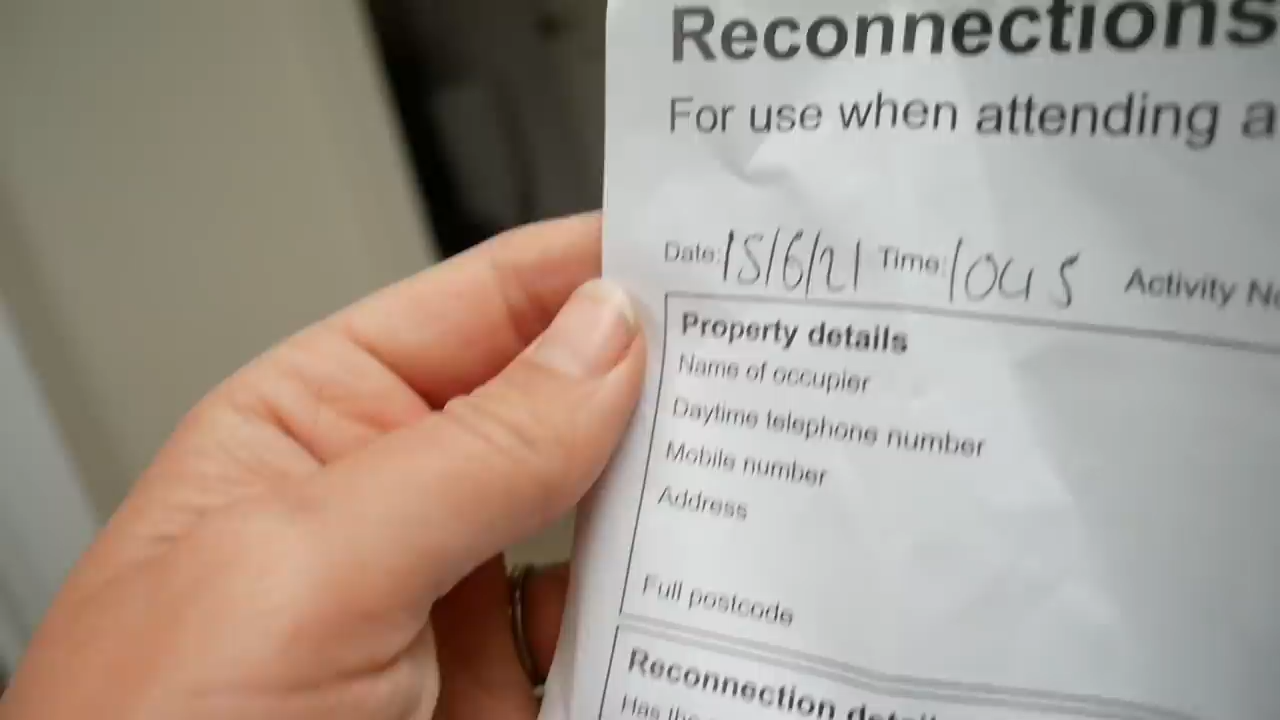 Reconnections
For use when attending a
Date: 15/6/21 Time: 1045 Activity
Property details
Name of occupier
Daytime telephone number
Mobile number
Address
Full postcode
Reconnection
Has